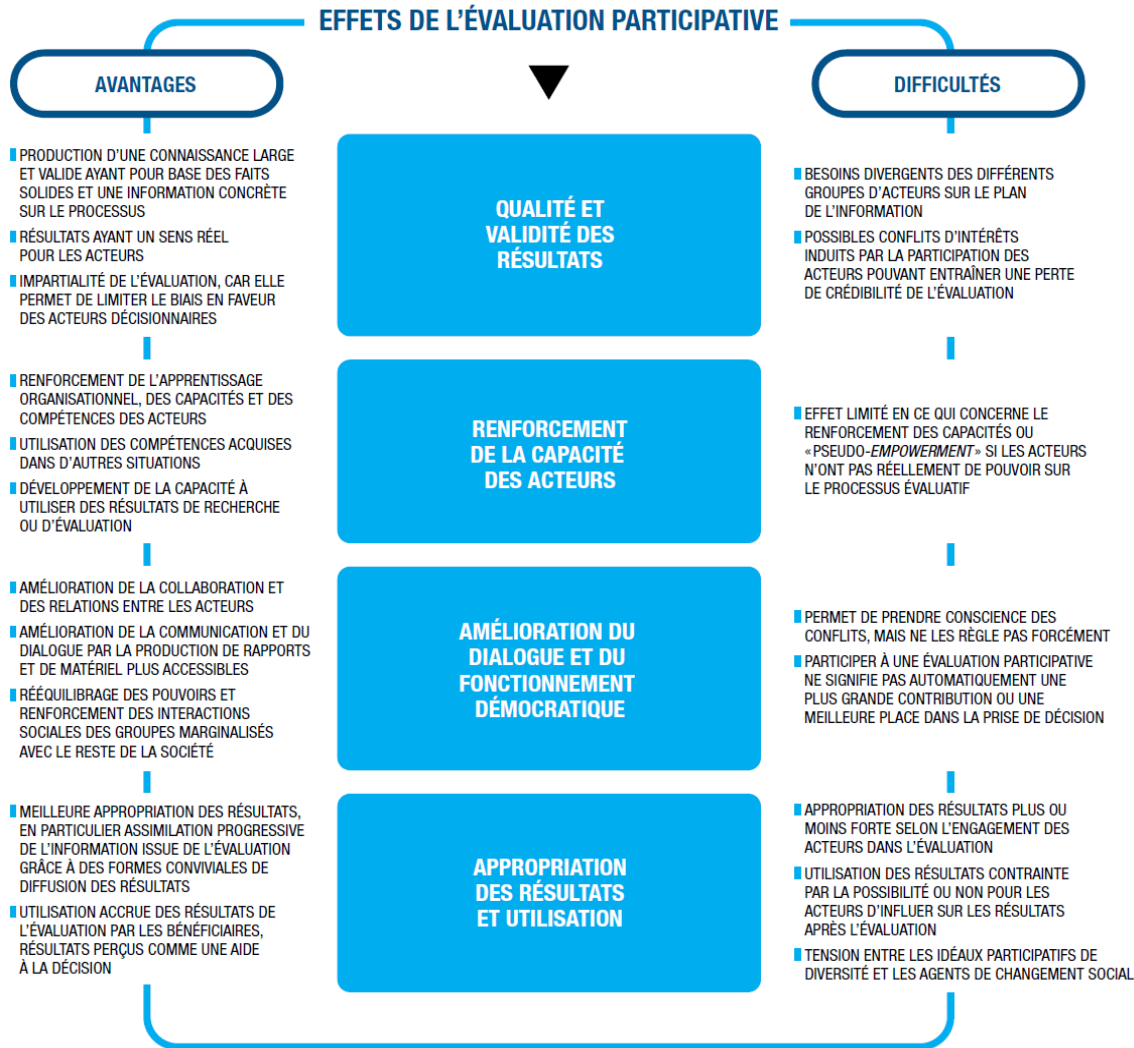 EFFETS DE L'ÉVALUATION PARTICIPATIVE
AVANTAGES
DIFFICULTÉS
PRODUCTION D'UNE CONNAISSANCE LARGE
ET VALIDE AYANT POUR BASE DES FAITS
SOLIDES ET UNE INFORMATION CONCRÈTE
SUR LE PROCESSUS
RÉSULTATS AYANT UN SENS RÉEL
POUR LES ACTEURS
IMPARTIALITÉ DE L'ÉVALUATION, CAR ELLE
PERMET DE LIMITER LE BIAIS EN FAVEUR
DES ACTEURS DÉCISIONNAIRES
QUALITÉ ET
VALIDITÉ DES
RÉSULTATS
BESOINS DIVERGENTS DES DIFFÉRENTS
GROUPES D'ACTEURS SUR LE PLAN
DE L'INFORMATION
POSSIBLES CONFLITS D'INTÉRÊTS
INDUITS PAR LA PARTICIPATION DES
ACTEURS POUVANT ENTRAÎNER UNE PERTE
DE CRÉDIBILITÉ DE L'ÉVALUATION
RENFORCEMENT DE L'APPRENTISSAGE
ORGANISATIONNEL, DES CAPACITÉS ET DES
COMPÉTENCES DES ACTEURS
UTILISATION DES COMPÉTENCES ACQUISES
DANS D'AUTRES SITUATIONS
DÉVELOPPEMENT DE LA CAPACITÉ À
UTILISER DES RÉSULTATS DE RECHERCHE
OU D'ÉVALUATION
RENFORCEMENT
DE LA CAPACITÉ
DES ACTEURS
EFFET LIMITÉ EN CE QUI CONCERNE LE
RENFORCEMENT DES CAPACITÉS OU
«PSEUDO-EMPOWERMENT» SI LES ACTEURS
N'ONT PAS RÉELLEMENT DE POUVOIR SUR
LE PROCESSUS ÉVALUATIF
AMÉLIORATION DE LA COLLABORATION ET
DES RELATIONS ENTRE LES ACTEURS
AMÉLIORATION DE LA COMMUNICATION ET DU
DIALOGUE PAR LA PRODUCTION DE RAPPORTS
ET DE MATÉRIEL PLUS ACCESSIBLES
RÉÉQUILIBRAGE DES POUVOIRS ET
RENFORCEMENT DES INTERACTIONS
SOCIALES DES GROUPES MARGINALISÉS
AVEC LE RESTE DE LA SOCIÉTÉ
AMÉLIORATION DU
DIALOGUE ET DU
FONCTIONNEMENT
DÉMOCRATIQUE
PERMET DE PRENDRE CONSCIENCE DES
CONFLITS, MAIS NE LES RÈGLE PAS FORCÉMENT
PARTICIPER À UNE ÉVALUATION PARTICIPATIVE
NE SIGNIFIE PAS AUTOMATIQUEMENT UNE
PLUS GRANDE CONTRIBUTION OU UNE
MEILLEURE PLACE DANS LA PRISE DE DÉCISION
MEILLEURE APPROPRIATION DES RÉSULTATS,
EN PARTICULIER ASSIMILATION PROGRESSIVE
DE L'INFORMATION ISSUE DE L'ÉVALUATION
GRÂCE À DES FORMES CONVIVIALES DE
DIFFUSION DES RÉSULTATS
UTILISATION ACCRUE DES RÉSULTATS DE
L'ÉVALUATION PAR LES BÉNÉFICIAIRES,
RÉSULTATS PERÇUS COMME UNE AIDE
À LA DÉCISION
APPROPRIATION
DES RÉSULTATS
ET UTILISATION
APPROPRIATION DES RÉSULTATS PLUS OU
MOINS FORTE SELON L'ENGAGEMENT DES
ACTEURS DANS L'ÉVALUATION
UTILISATION DES RÉSULTATS CONTRAINTE
PAR LA POSSIBILITÉ OU NON POUR LES
ACTEURS D'INFLUER SUR LES RÉSULTATS
APRÈS L'ÉVALUATION
TENSION ENTRE LES IDÉAUX PARTICIPATIFS DE
DIVERSITÉ ET LES AGENTS DE CHANGEMENT SOCIAL